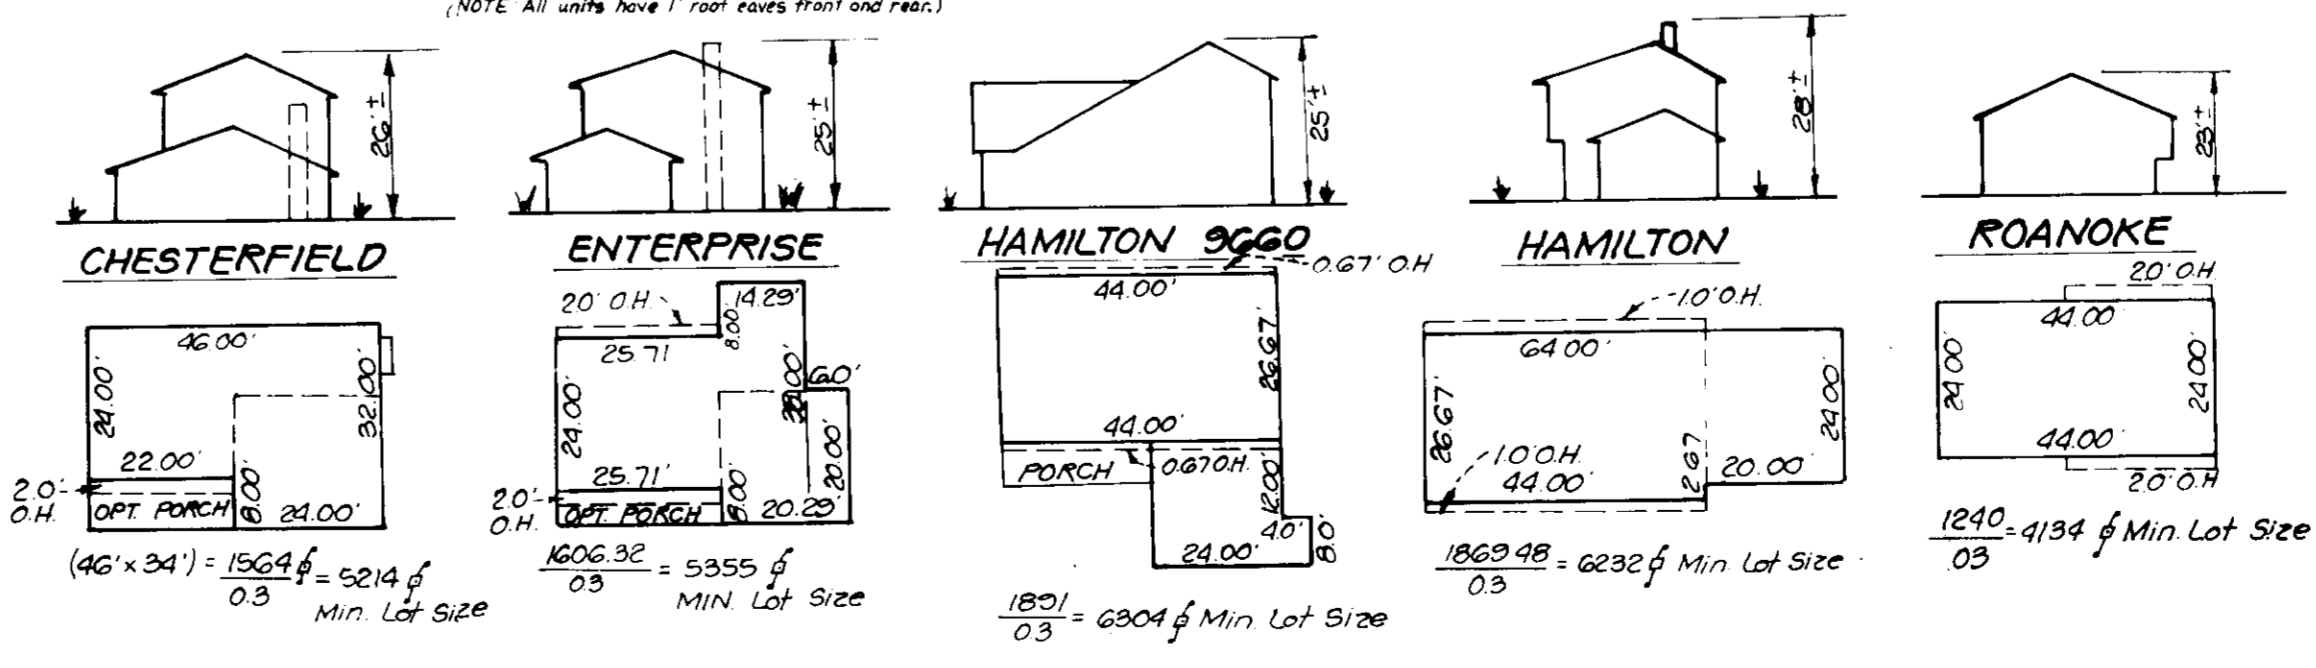 (NOTE All units have 1' roof eaves front and rear.)
26'±
25'±
25'±
28'±
23'±
CHESTERFIELD
ENTERPRISE
HAMILTON 9660
HAMILTON
ROANOKE
46.00'
24.00'
32.00'
22.00'
2.0'
O.H.
OPT. PORCH
8.00'
24.00'
(46' x 34') = 1564 ⏍ = 5214 ⏍
0.3
Min. Lot Size
2.0' O.H.
14.29'
8.00
25.71
24.00'
6.0'
25.71'
20.00'
2.0'
O.H.
OPT. PORCH
8.00'
20.29'
1606.32 = 5355 ⏍
0.3
MIN. Lot Size
0.67' O.H
44.00'
26.67'
44.00'
PORCH
0.67 O.H.
12.00'
4.0'
24.00'
8.0'
1891 = 6304 ⏍ Min. Lot Size
0.3
1.0' O.H.
64.00'
26.67'
24.00'
1.0' O.H.
44.00'
2.67
20.00'
1869.48 = 6232 ⏍ Min. Lot Size
0.3
2.0' O.H.
44.00'
24.00'
24.00'
44.00'
2.0' O.H
1240 = 4134 ⏍ Min. Lot Size
.03